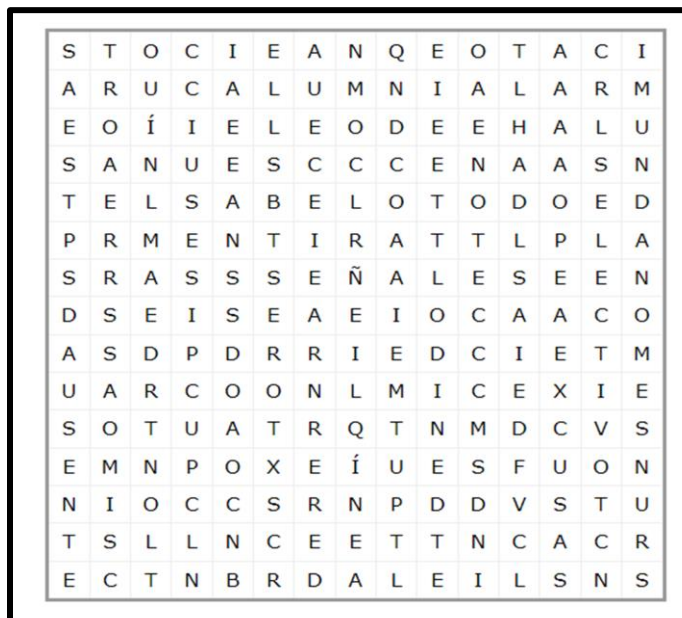 S T O C I E A N Q E O T A C I
A R U C A L U M N I A L A R M
E O Í I E L E O D E E H A L U
S A N U E S C C C E N A A S N
T E L S A B E L O T O D O E D
P R M E N T I R A T T L P L A
S R A S S S E Ñ A L E S E E N
D S E I S E A E I O C A A C O
A S D P D R R I E D C I E T M
U A R C O O N L M I C E X I E
S O T U A T R Q T N M D C V S
E M N P O X E Í U E S F U O N
N I O C C S R N P D D V S T U
T S L L N C E E T T N C A C R
E C T N B R D A L E I L S N S